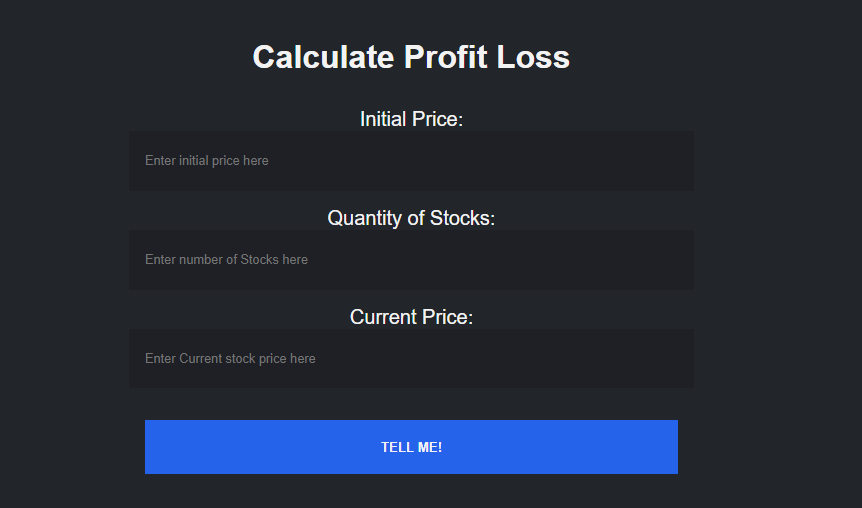 Calculate Profit Loss
Initial Price:
Enter initial price here
Quantity of Stocks:
Enter number of Stocks here
Current Price:
Enter Current stock price here
TELL ME!